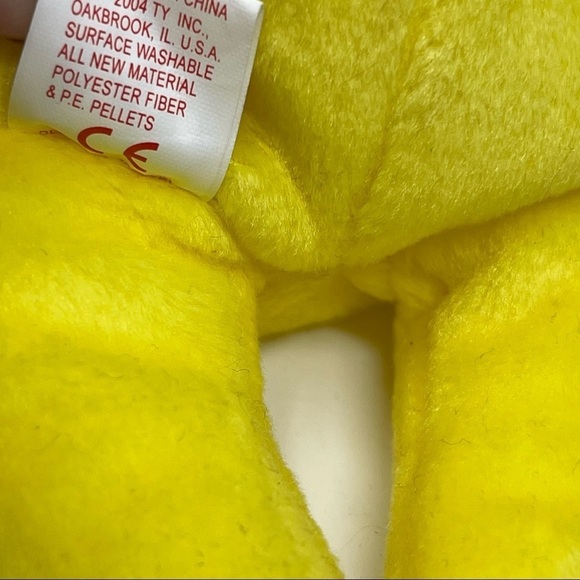 CHINA
2004 TY INC.,
OAKBROOK, IL. U.S.A.
SURFACE WASHABLE
ALL NEW MATERIAL
POLYESTER FIBER
& P.E. PELLETS
CE